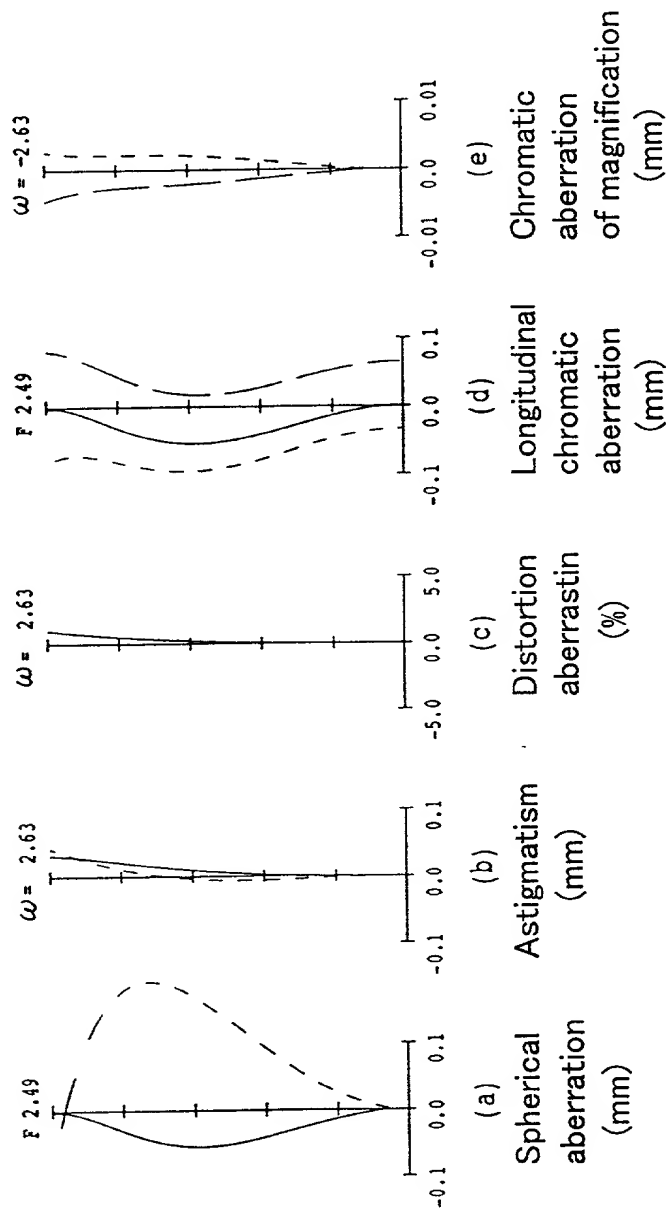 F 2.49
-0.1 0.0 0.1
(a)
Spherical
aberration
(mm)
ω = 2.63
-0.1 0.0 0.1
(b)
Astigmatism
(mm)
ω = 2.63
-5.0 0.0 5.0
(c)
Distortion
aberrastin
(%)
F 2.49
-0.1 0.0 0.1
(d)
Longitudinal
chromatic
aberration
(mm)
ω = -2.63
-0.01 0.0 0.01
(e)
Chromatic
aberration
of magnification
(mm)